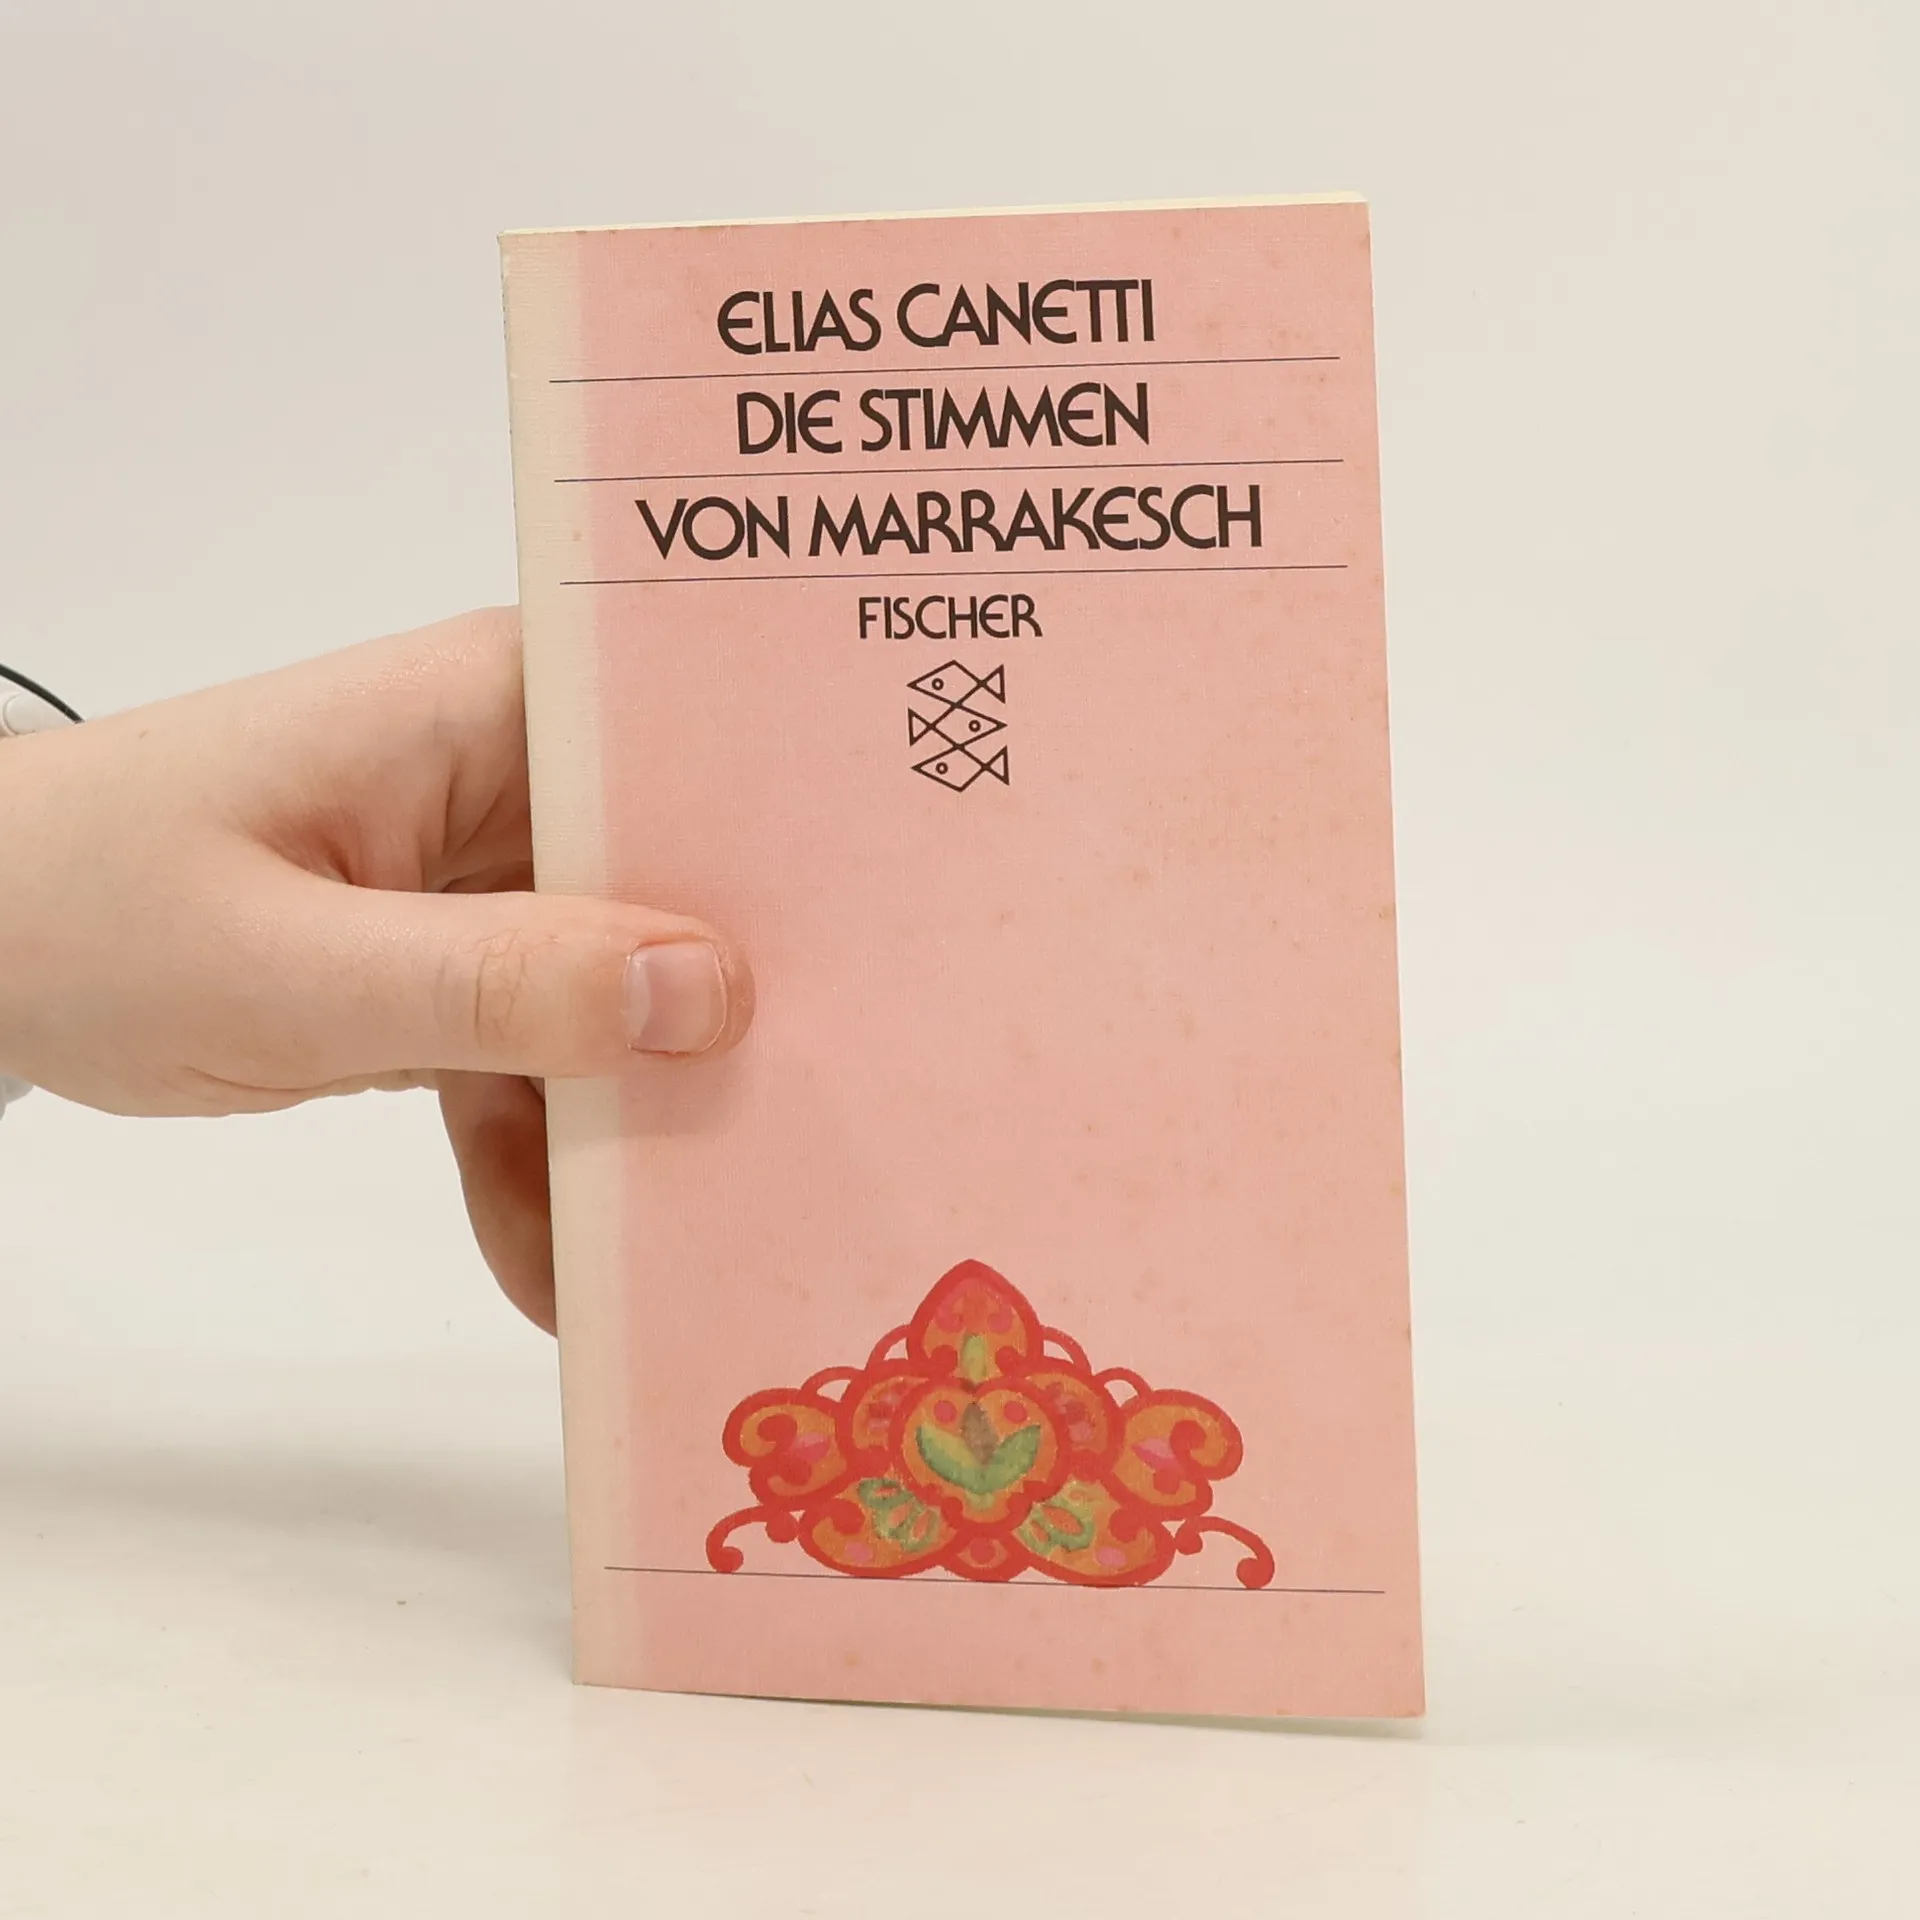 ELIAS CANETTI
DIE STIMMEN
VON MARRAKESCH
FISCHER